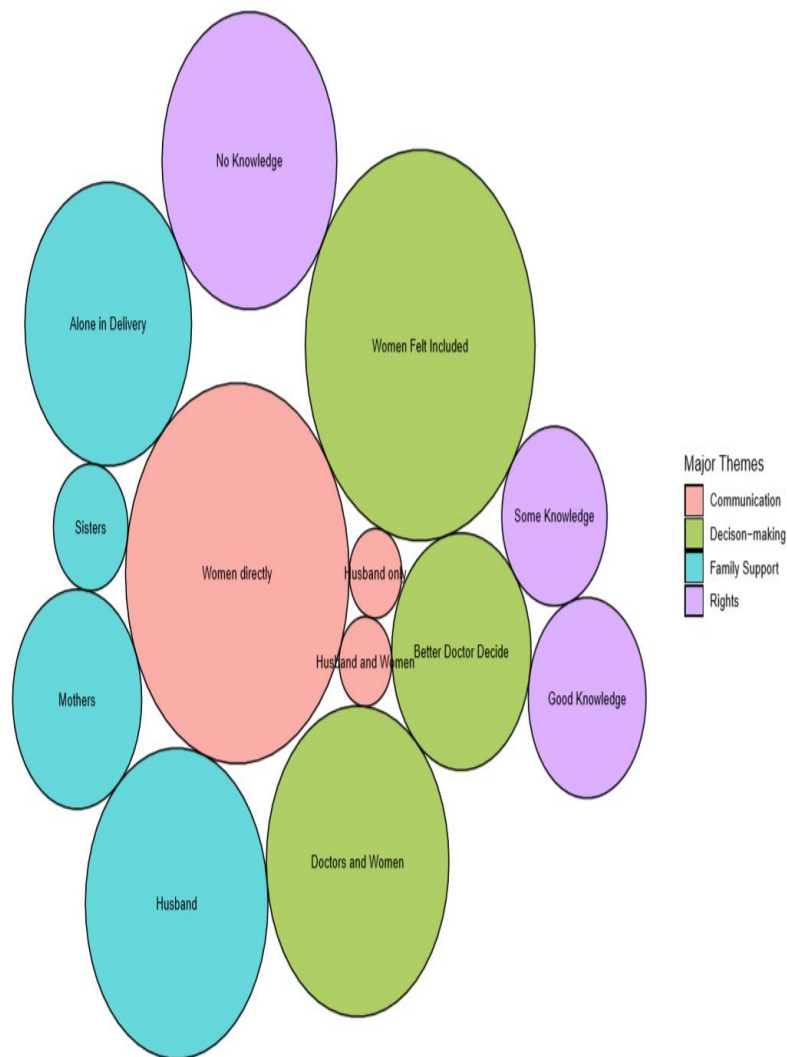 No Knowledge
Alone in Delivery
Women Felt Included
Sisters
Women directly
Husband only
Some Knowledge
Husband and Women
Better Doctor Decide
Mothers
Good Knowledge
Husband
Doctors and Women
Major Themes
Communication
Decison-making
Family Support
Rights